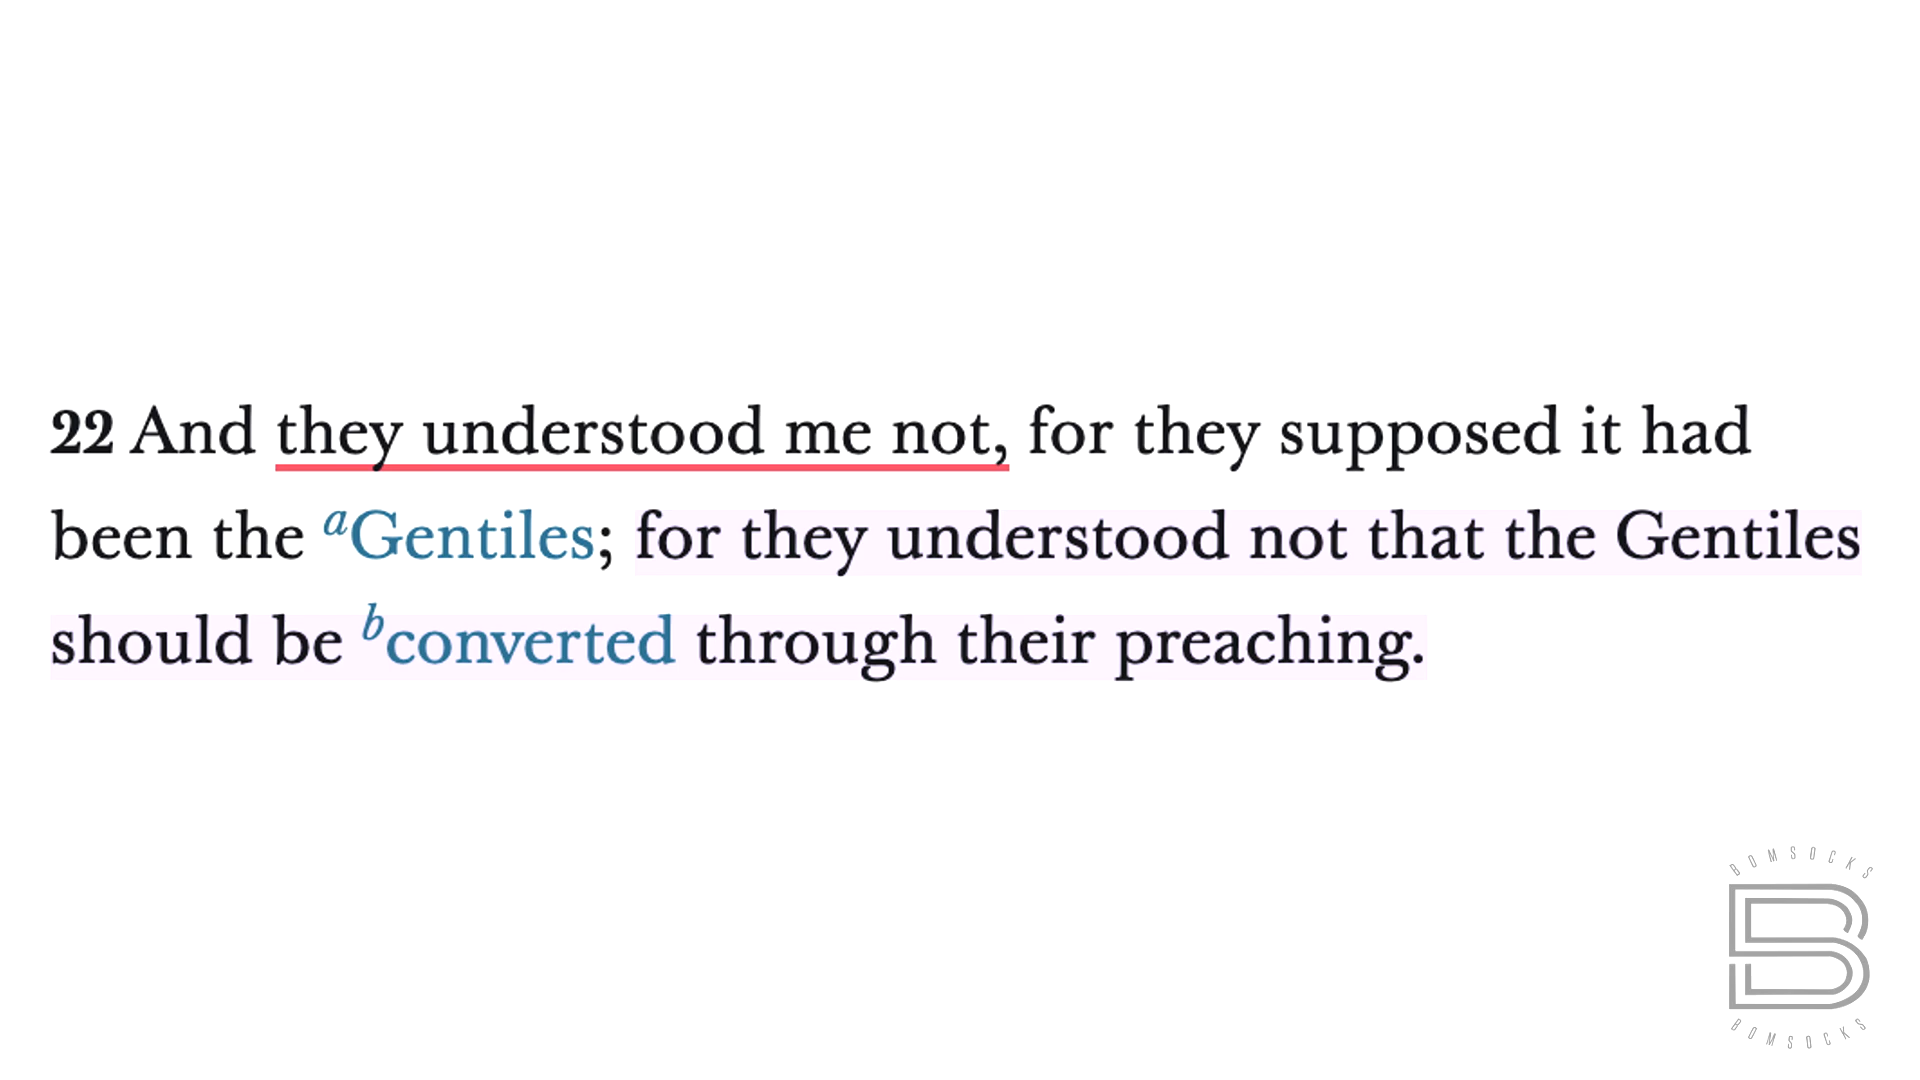 22 And they understood me not, for they supposed it had
been the aGentiles; for they understood not that the Gentiles
should be bconverted through their preaching.
BOMSOCKS
B
BOMSOCKS